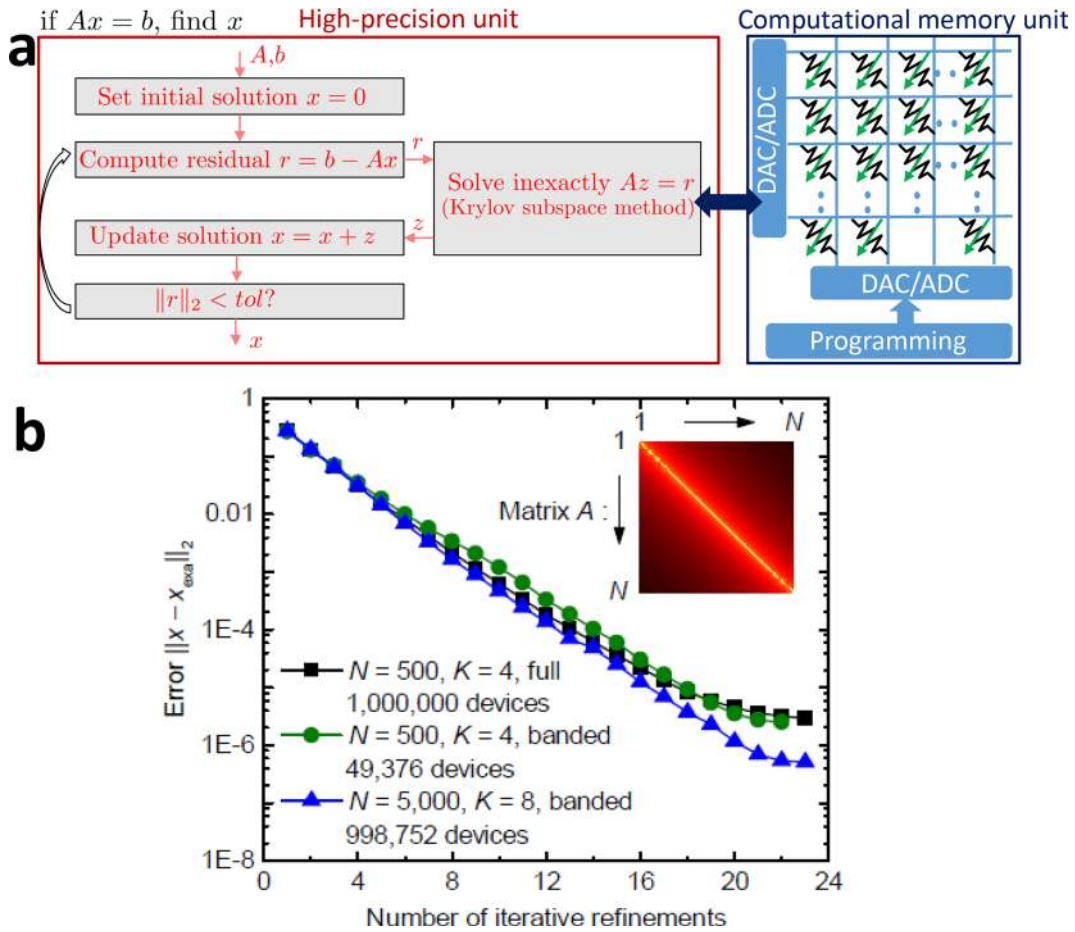 if Ax = b, find x
High-precision unit
Computational memory unit
a
A,b
Set initial solution x = 0
Compute residual r = b − Ax
r
Solve inexactly Az = r
(Krylov subspace method)
Update solution x = x + z
z
‖r‖₂ < tol?
x
DAC/ADC
DAC/ADC
Programming
b
1
0.01
1E-4
1E-6
1E-8
Error ||x − x_exa||₂
1 N
1
Matrix A :
N
N = 500, K = 4, full
1,000,000 devices
N = 500, K = 4, banded
49,376 devices
N = 5,000, K = 8, banded
998,752 devices
0 4 8 12 16 20 24
Number of iterative refinements